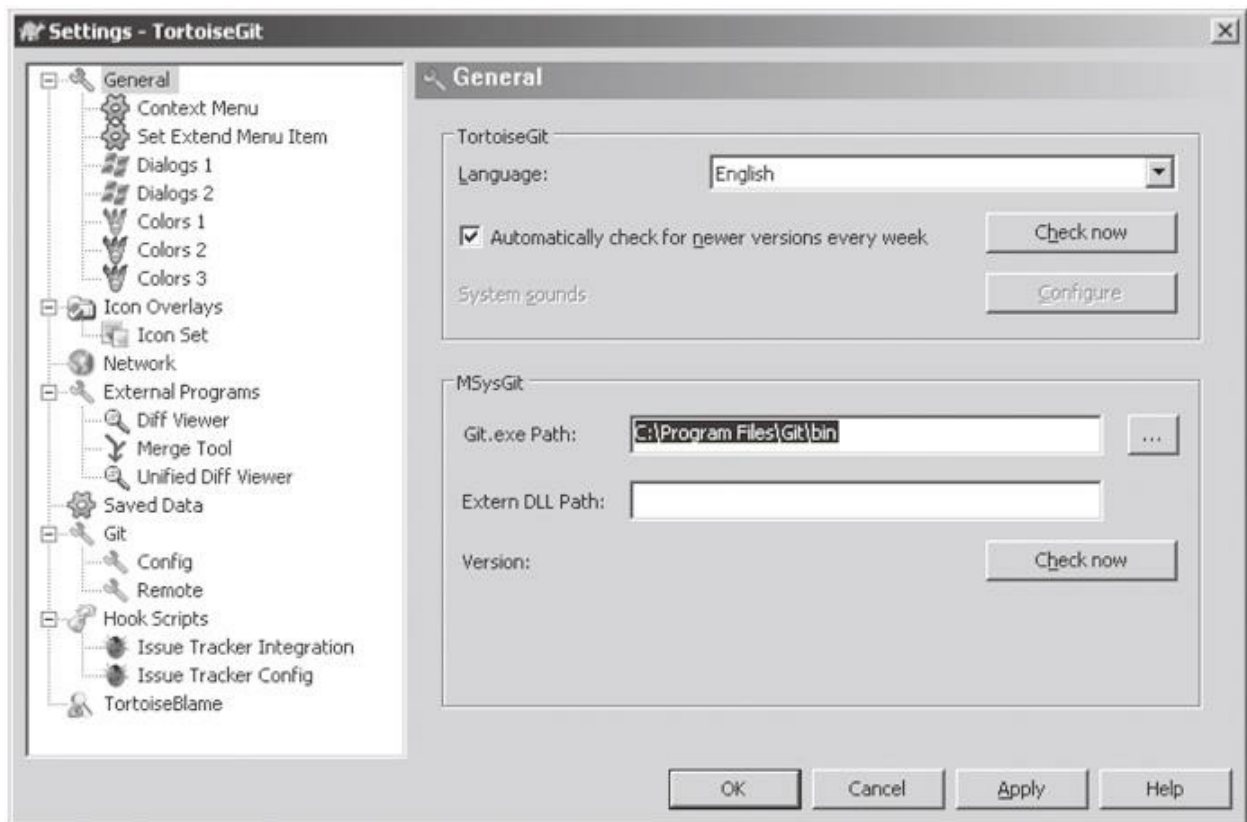 Settings - TortoiseGit
General
Context Menu
Set Extend Menu Item
Dialogs 1
Dialogs 2
Colors 1
Colors 2
Colors 3
Icon Overlays
Icon Set
Network
External Programs
Diff Viewer
Merge Tool
Unified Diff Viewer
Saved Data
Git
Config
Remote
Hook Scripts
Issue Tracker Integration
Issue Tracker Config
TortoiseBlame
General
TortoiseGit
Language: English
Automatically check for newer versions every week Check now
System sounds Configure
MSysGit
Git.exe Path: C:\Program Files\Git\bin ...
Extern DLL Path:
Version: Check now
OK Cancel Apply Help